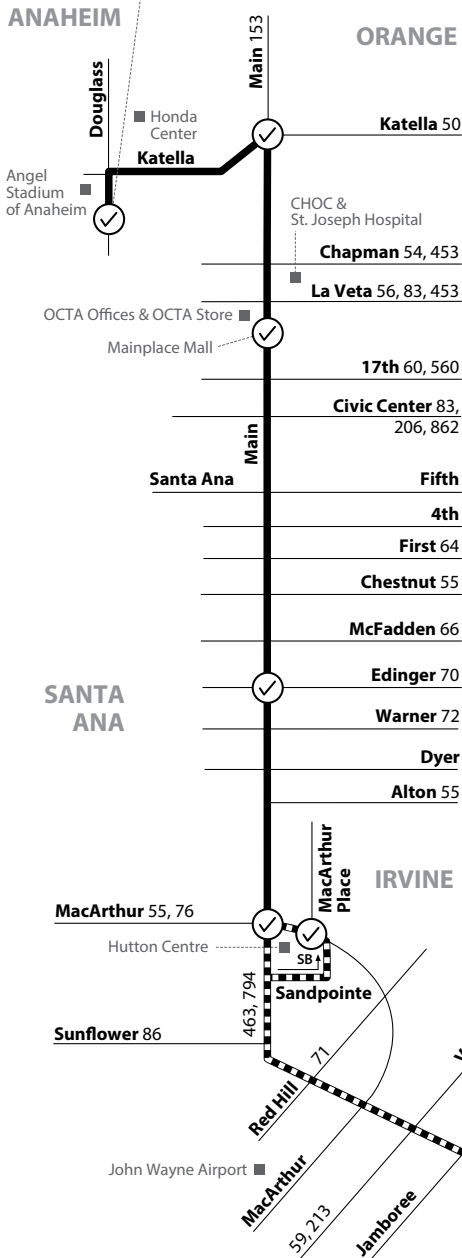 ANAHEIM
ORANGE
Main 153
Douglass
Honda
Center
Katella
Katella 50
Angel
Stadium
of Anaheim
CHOC &
St. Joseph Hospital
Chapman 54, 453
La Veta 56, 83, 453
OCTA Offices & OCTA Store
Mainplace Mall
17th 60, 560
Civic Center 83,
206, 862
Main
Santa Ana
Fifth
4th
First 64
Chestnut 55
McFadden 66
Edinger 70
SANTA
ANA
Warner 72
Dyer
Alton 55
MacArthur
Place
IRVINE
MacArthur 55, 76
Hutton Centre
SB
Sandpointe
463, 794
Sunflower 86
71
Red Hill
John Wayne Airport
MacArthur
59, 213
Jamboree